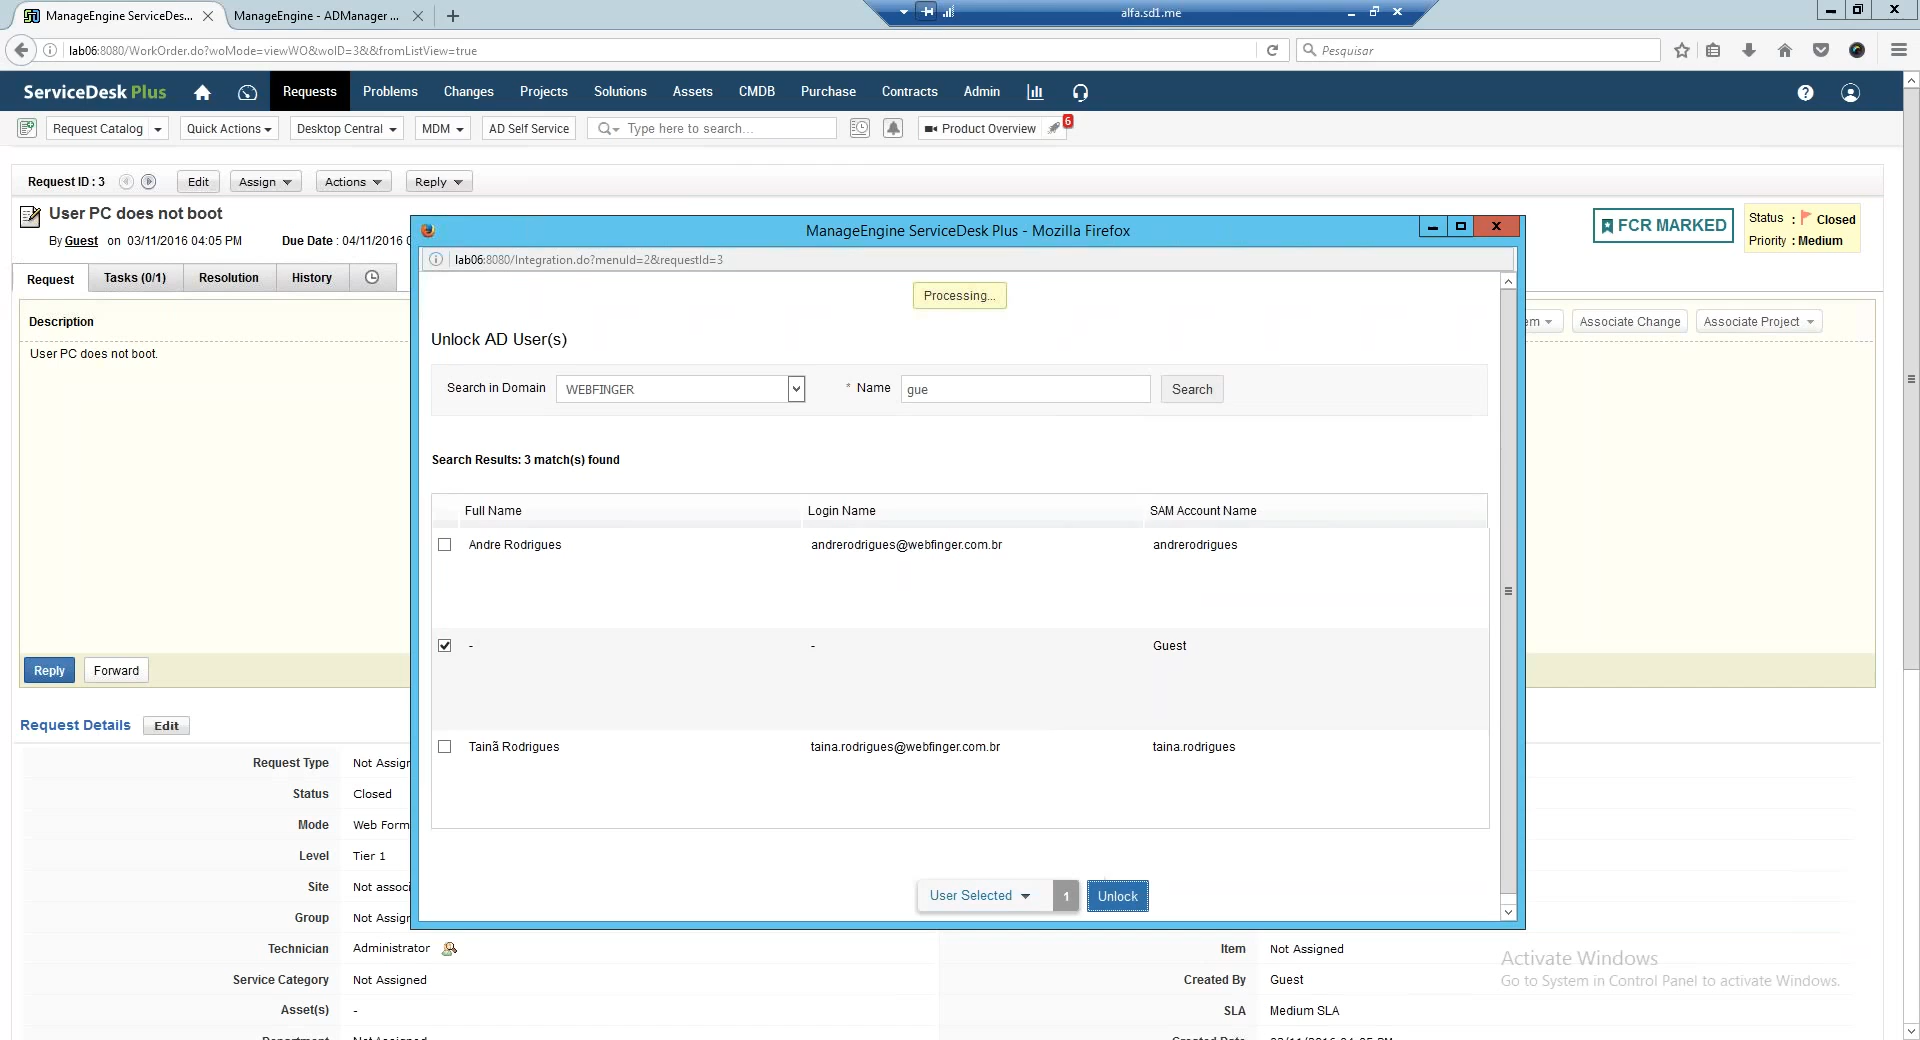 ManageEngine ServiceDesk...
ManageEngine - ADManager ...
alfa.sd1.me
lab06:8080/WorkOrder.do?woMode=viewWO&woID=3&&fromListView=true
Pesquisar
ServiceDesk Plus
Requests
Problems
Changes
Projects
Solutions
Assets
CMDB
Purchase
Contracts
Admin
Request Catalog
Quick Actions
Desktop Central
MDM
AD Self Service
Type here to search...
Product Overview
6
Request ID : 3
Edit
Assign
Actions
Reply
User PC does not boot
By Guest on 03/11/2016 04:05 PM Due Date : 04/11/2016 0
FCR MARKED
Status : Closed
Priority : Medium
Request
Tasks (0/1)
Resolution
History
Description
User PC does not boot.
em
Associate Change
Associate Project
Reply
Forward
ManageEngine ServiceDesk Plus - Mozilla Firefox
lab06:8080/Integration.do?menuId=2&requestId=3
Processing...
Unlock AD User(s)
Search in Domain WEBFINGER * Name gue Search
Search Results: 3 match(s) found
Full Name Login Name SAM Account Name
Andre Rodrigues andrerodrigues@webfinger.com.br andrerodrigues
- - Guest
Tainã Rodrigues taina.rodrigues@webfinger.com.br taina.rodrigues
User Selected 1 Unlock
Request Details Edit
Request Type Not Assign
Status Closed
Mode Web Form
Level Tier 1
Site Not associ
Group Not Assign
Technician Administrator
Item Not Assigned
Service Category Not Assigned
Created By Guest
Asset(s) -
SLA Medium SLA
Activate Windows
Go to System in Control Panel to activate Windows.